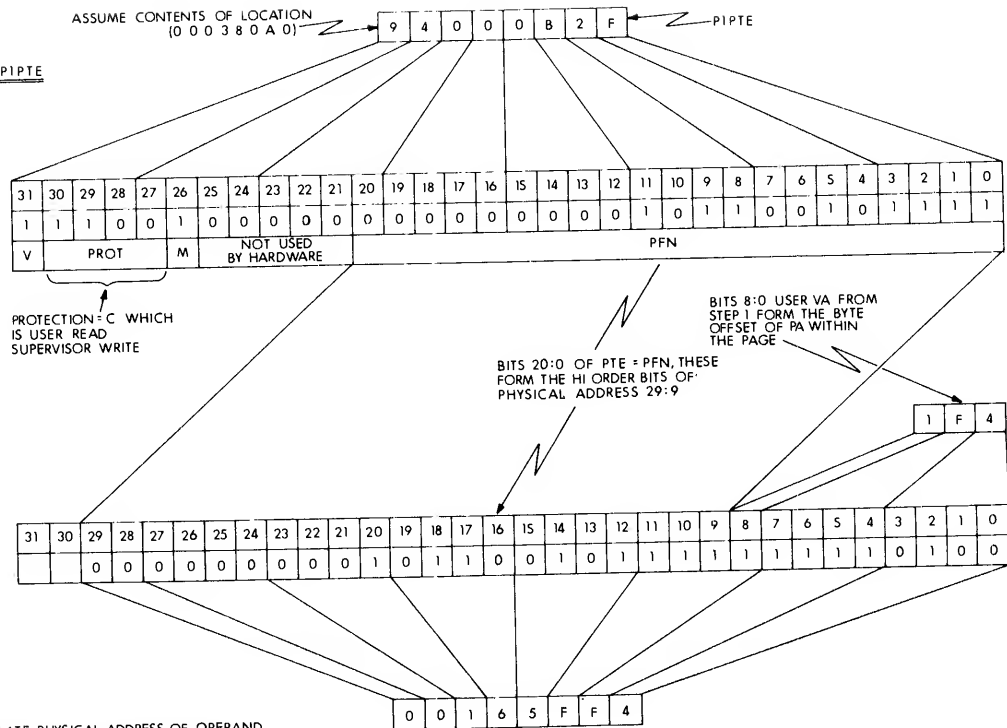 ASSUME CONTENTS OF LOCATION
(0 0 0 3 8 0 A 0)
9 4 0 0 0 B 2 F
P1PTE
P1PTE
31 30 29 28 27 26 25 24 23 22 21 20 19 18 17 16 15 14 13 12 11 10 9 8 7 6 5 4 3 2 1 0
1 1 1 0 0 1 0 0 0 0 0 0 0 0 0 0 0 0 0 0 1 0 1 1 0 0 1 0 1 1 1 1
V PROT M NOT USED
BY HARDWARE PFN
PROTECTION = C WHICH
IS USER READ
SUPERVISOR WRITE
BITS 8:0 USER VA FROM
STEP 1 FORM THE BYTE
OFFSET OF PA WITHIN
THE PAGE
BITS 20:0 OF PTE = PFN, THESE
FORM THE HI ORDER BITS OF
PHYSICAL ADDRESS 29:9
1 F 4
31 30 29 28 27 26 25 24 23 22 21 20 19 18 17 16 15 14 13 12 11 10 9 8 7 6 5 4 3 2 1 0
0 0 0 0 0 0 0 0 0 1 0 1 1 0 0 1 0 1 1 1 1 1 1 1 1 1 0 1 0 0
0 0 1 6 5 F F 4
PHYSICAL ADDRESS OF OPERAND